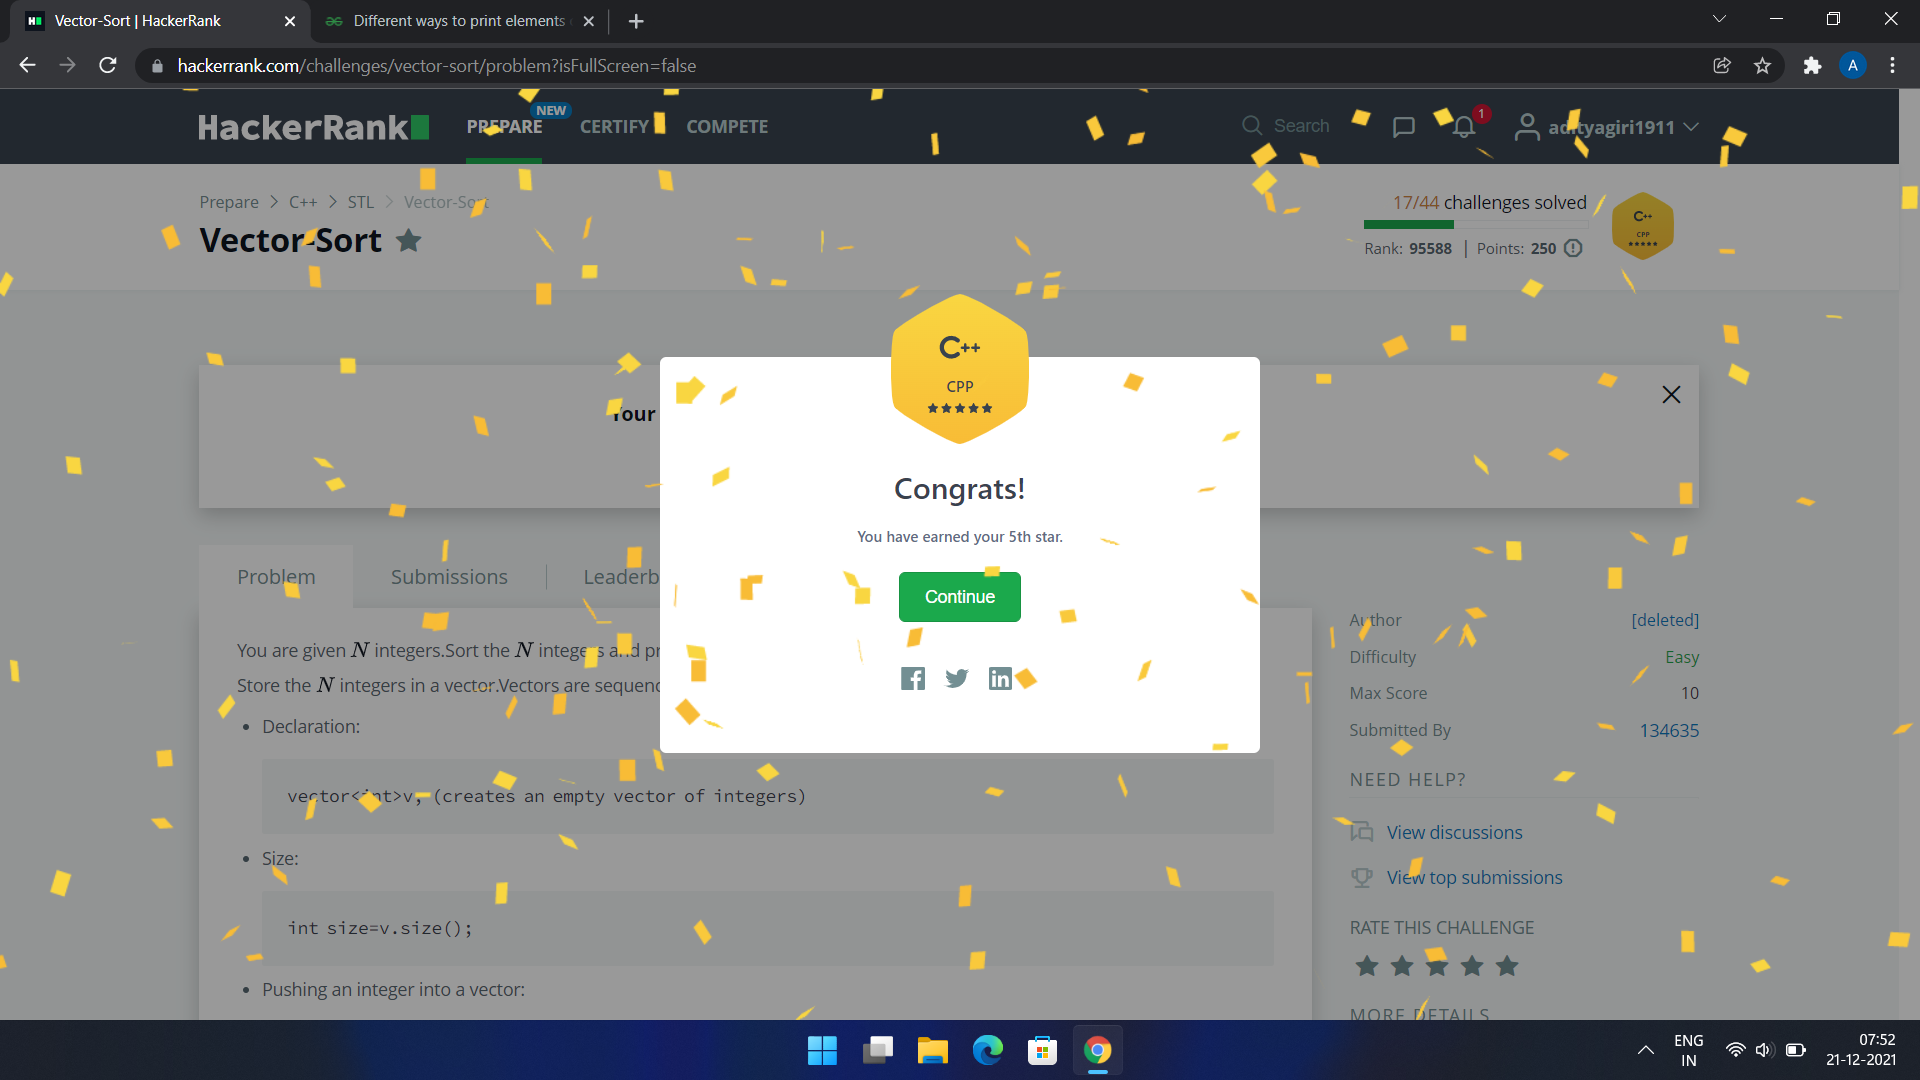 Vector-Sort | HackerRank
Different ways to print elements
hackerrank.com/challenges/vector-sort/problem?isFullScreen=false
A
HackerRank
PREPARE
NEW
CERTIFY
COMPETE
Search
1
adityagiri1911
Prepare > C++ > STL > Vector-Sort
17/44 challenges solved
Vector-Sort
Rank: 95588 | Points: 250
C++
CPP
C++
CPP
Your
Congrats!
You have earned your 5th star.
Continue
Problem
Submissions
You are given N integers.Sort the N integers and
Store the N integers in a vector.Vectors are
• Declaration:
vector<int>v; (creates an empty vector of integers)
• Size:
int size=v.size();
• Pushing an integer into a vector:
Author [deleted]
Difficulty Easy
Max Score 10
Submitted By 134635
NEED HELP?
View discussions
View top submissions
RATE THIS CHALLENGE
MORE DETAILS
ENG
IN
07:52
21-12-2021